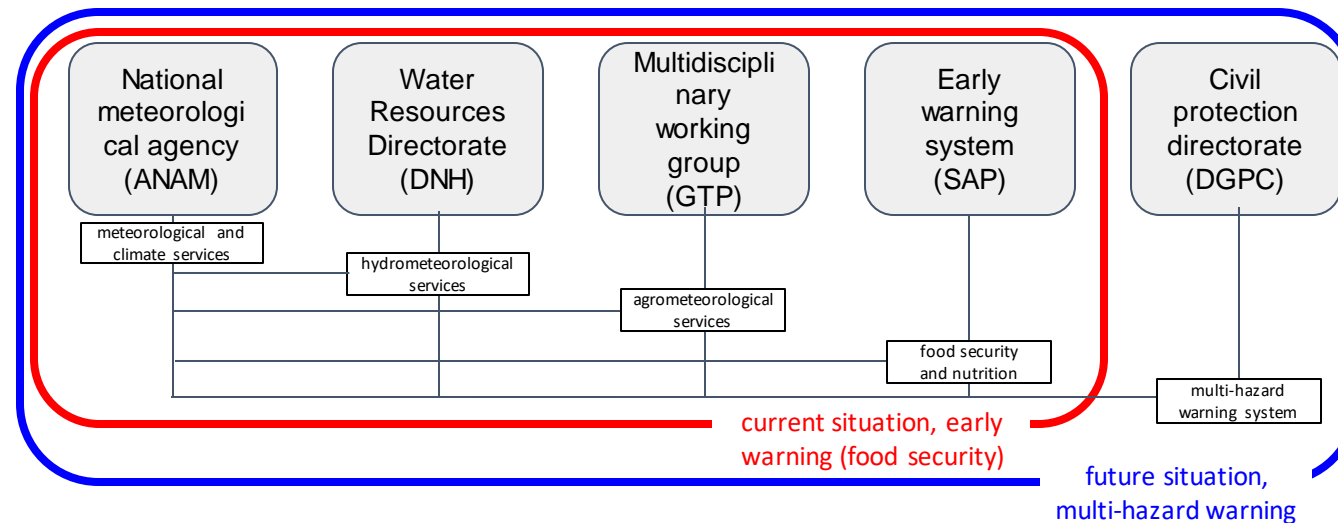 National
meteorologi
cal agency
(ANAM)
Water
Resources
Directorate
(DNH)
Multidiscipli
nary
working
group
(GTP)
Early
warning
system
(SAP)
Civil
protection
directorate
(DGPC)
meteorological and
climate services
hydrometeorological
services
agrometeorological
services
food security
and nutrition
multi-hazard
warning system
current situation, early
warning (food security)
future situation,
multi-hazard warning